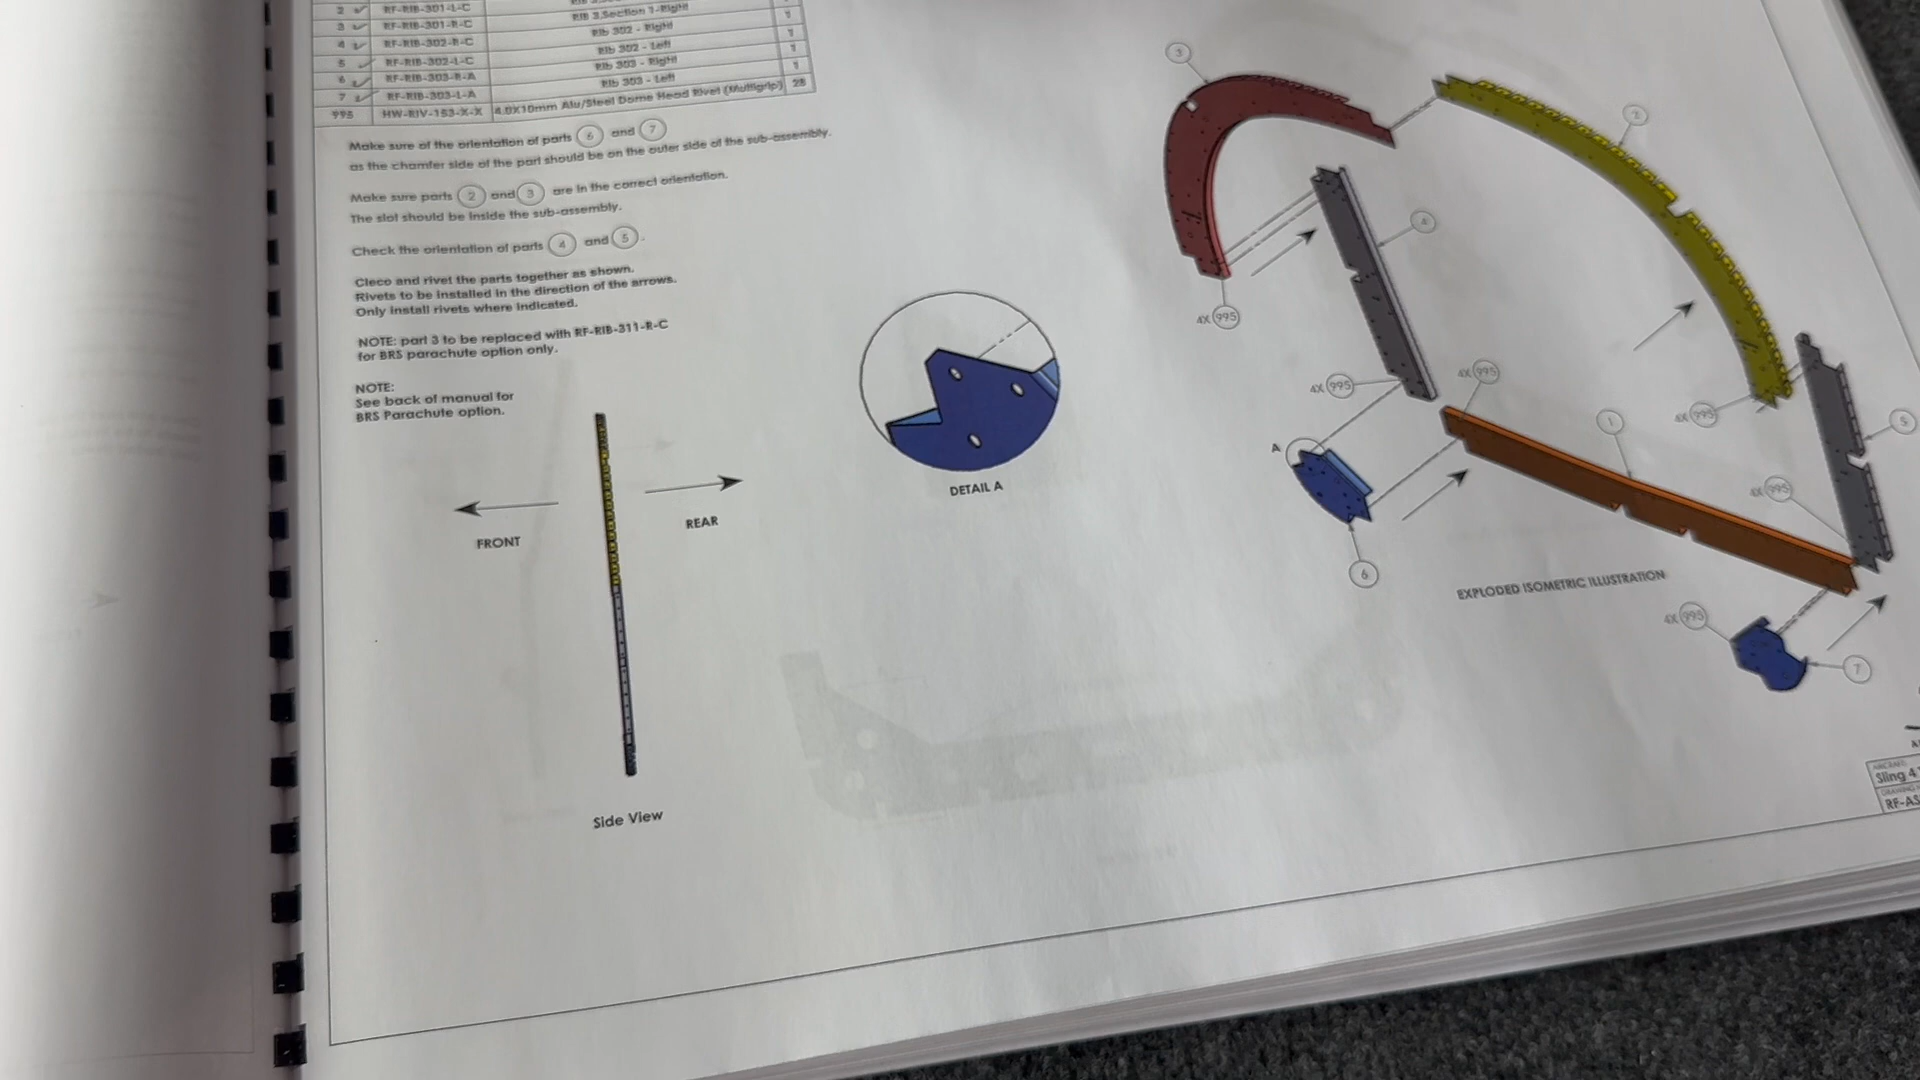 2 RF-RIB-301-L-C
3 RF-RIB-301-R-C RIB 3.Section 1-Right 1
4 RF-RIB-302-R-C Rib 302 - Right 1
5 RF-RIB-302-L-C Rib 302 - Left 1
6 RF-RIB-303-R-A Rib 303 - Right 1
7 RF-RIB-303-L-A Rib 303 - Left 1
995 HW-RIV-153-X-X 4.0X10mm Alu/Steel Dome Head Rivet (Multigrip) 28
Make sure of the orientation of parts 6 and 7
as the chamfer side of the part should be on the outer side of the sub-assembly.
Make sure parts 2 and 3 are in the correct orientation.
The slot should be inside the sub-assembly.
Check the orientation of parts 4 and 5.
Cleco and rivet the parts together as shown.
Rivets to be installed in the direction of the arrows.
Only install rivets where indicated.
NOTE: part 3 to be replaced with RF-RIB-311-R-C
for BRS parachute option only.
NOTE:
See back of manual for
BRS Parachute option.
FRONT
REAR
Side View
DETAIL A
3
2
4
4X 995
4X 995
4X 995
1
4X 995
5
A
4X 995
6
EXPLODED ISOMETRIC ILLUSTRATION
4X 995
7
AIRCRAFT:
Sling 4
RF-AS